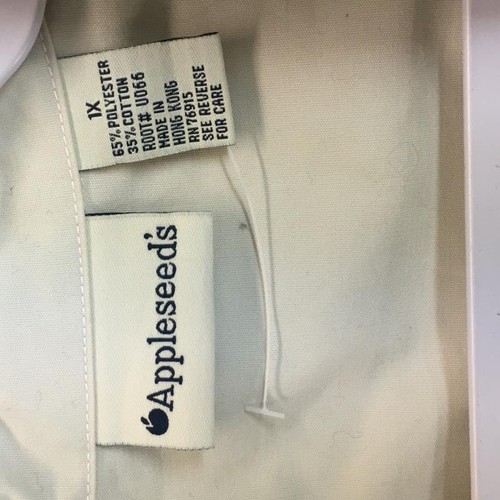 1X
65% POLYESTER
35% COTTON
ROOT# U066
MADE IN
HONG KONG
RN 76915
SEE REVERSE
FOR CARE
Appleseed's